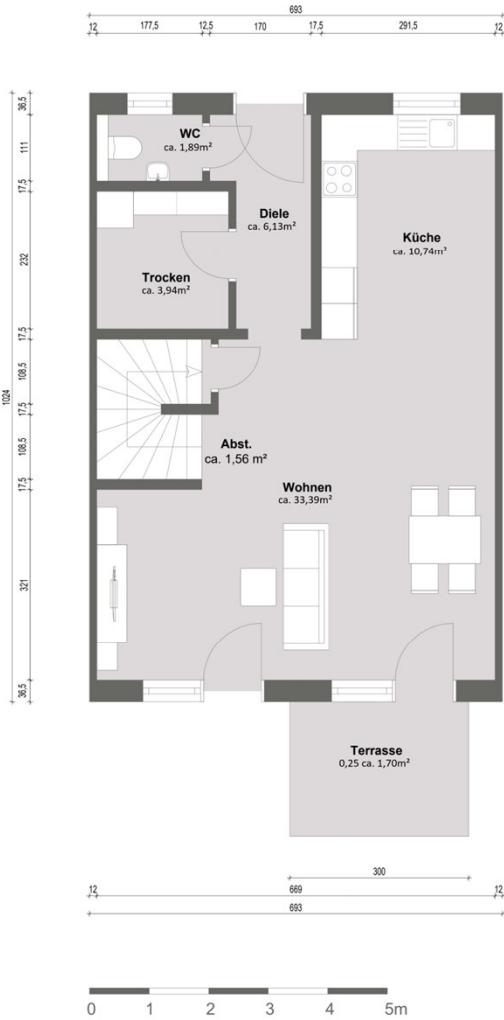 693
12 177,5 12,5 170 17,5 291,5 12
36,5
111
17,5
232
17,5
108,5
17,5
108,5
17,5
321
36,5
1024
WC
ca. 1,89m²
Diele
ca. 6,13m²
Küche
ca. 10,74m²
Trocken
ca. 3,94m²
Abst.
ca. 1,56 m²
Wohnen
ca. 33,39m²
Terrasse
0,25 ca. 1,70m²
300
12 669 12
693
0 1 2 3 4 5m